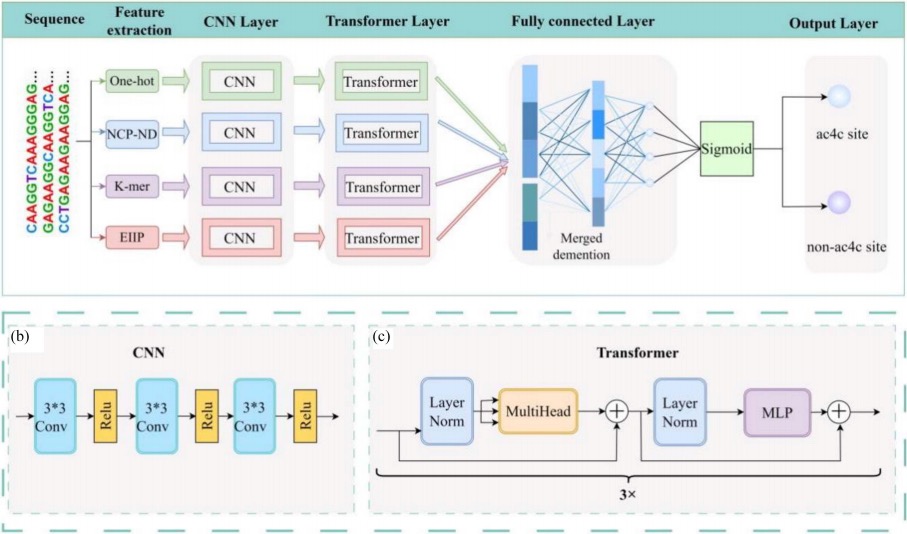 Sequence
Feature
extraction
CNN Layer
Transformer Layer
Fully connected Layer
Output Layer
CAAGGTCAAAGGGAG...
GAGAAGGCAAGGTCA...
CCTGAGAAGAAGGAG...
One-hot
CNN
Transformer
NCP-ND
CNN
Transformer
K-mer
CNN
Transformer
EIIP
CNN
Transformer
Merged
demention
Sigmoid
ac4c site
non-ac4c site
(b)
CNN
3*3
Conv
Relu
3*3
Conv
Relu
3*3
Conv
Relu
(c)
Transformer
Layer
Norm
MultiHead
+
Layer
Norm
MLP
+
3×